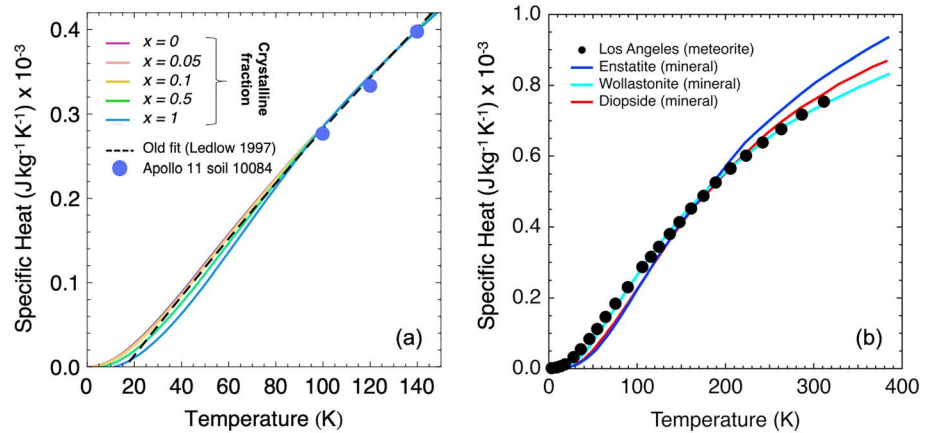 0.4
0.3
0.2
0.1
0.0
0
20
40
60
80
100
120
140
Specific Heat (J kg⁻¹ K⁻¹) x 10⁻³
Temperature (K)
x = 0
x = 0.05
x = 0.1
x = 0.5
x = 1
Crystalline
fraction
Old fit (Ledlow 1997)
Apollo 11 soil 10084
(a)
1.0
0.8
0.6
0.4
0.2
0.0
0
100
200
300
400
Specific Heat (J kg⁻¹ K⁻¹) x 10⁻³
Temperature (K)
Los Angeles (meteorite)
Enstatite (mineral)
Wollastonite (mineral)
Diopside (mineral)
(b)